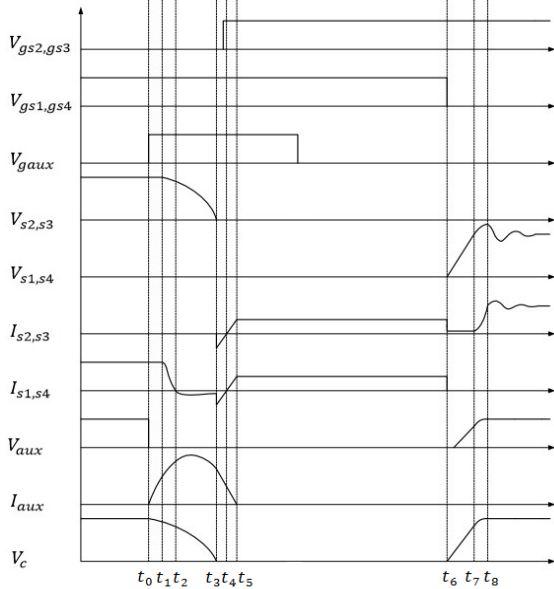 V_{gs2,gs3}
V_{gs1,gs4}
V_{gaux}
V_{s2,s3}
V_{s1,s4}
I_{s2,s3}
I_{s1,s4}
V_{aux}
I_{aux}
V_c
t_0 t_1 t_2 t_3 t_4 t_5 t_6 t_7 t_8